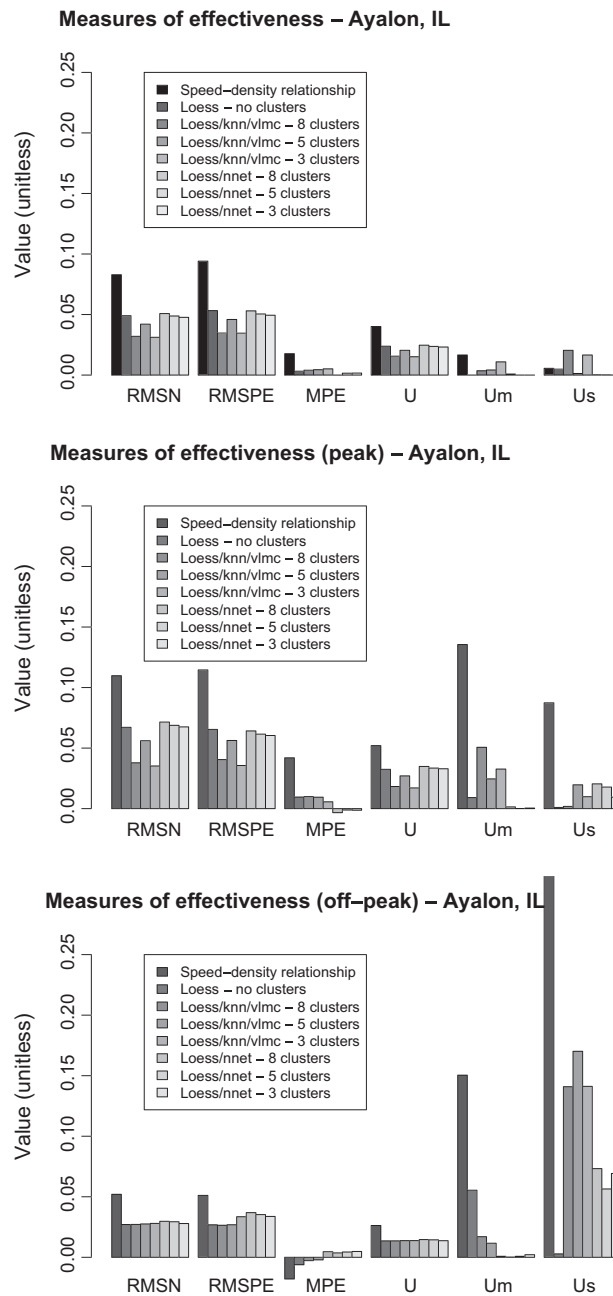 Measures of effectiveness – Ayalon, IL
Value (unitless)
0.00 0.05 0.10 0.15 0.20 0.25
Speed–density relationship
Loess – no clusters
Loess/knn/vlmc – 8 clusters
Loess/knn/vlmc – 5 clusters
Loess/knn/vlmc – 3 clusters
Loess/nnet – 8 clusters
Loess/nnet – 5 clusters
Loess/nnet – 3 clusters
RMSN RMSPE MPE U Um Us
Measures of effectiveness (peak) – Ayalon, IL
Value (unitless)
0.00 0.05 0.10 0.15 0.20 0.25
Speed–density relationship
Loess – no clusters
Loess/knn/vlmc – 8 clusters
Loess/knn/vlmc – 5 clusters
Loess/knn/vlmc – 3 clusters
Loess/nnet – 8 clusters
Loess/nnet – 5 clusters
Loess/nnet – 3 clusters
RMSN RMSPE MPE U Um Us
Measures of effectiveness (off–peak) – Ayalon, IL
Value (unitless)
0.00 0.05 0.10 0.15 0.20 0.25
Speed–density relationship
Loess – no clusters
Loess/knn/vlmc – 8 clusters
Loess/knn/vlmc – 5 clusters
Loess/knn/vlmc – 3 clusters
Loess/nnet – 8 clusters
Loess/nnet – 5 clusters
Loess/nnet – 3 clusters
RMSN RMSPE MPE U Um Us